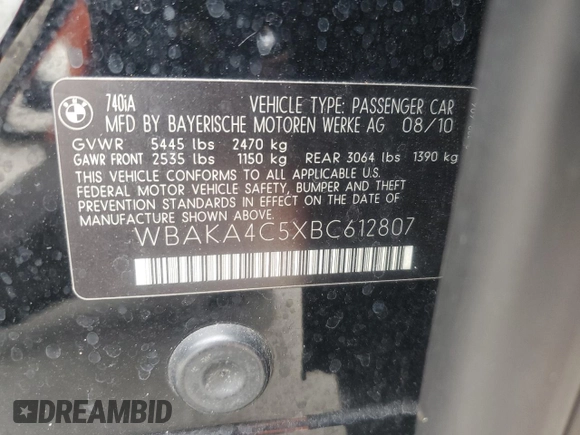 BMW
740iA VEHICLE TYPE: PASSENGER CAR
MFD BY BAYERISCHE MOTOREN WERKE AG 08/10
GVWR 5445 lbs 2470 kg
GAWR FRONT 2535 lbs 1150 kg REAR 3064 lbs 1390 kg
THIS VEHICLE CONFORMS TO ALL APPLICABLE U.S.
FEDERAL MOTOR VEHICLE SAFETY, BUMPER AND THEFT
PREVENTION STANDARDS IN EFFECT ON THE DATE OF
MANUFACTURE SHOWN ABOVE.
WBAKA4C5XBC612807
DREAMBID